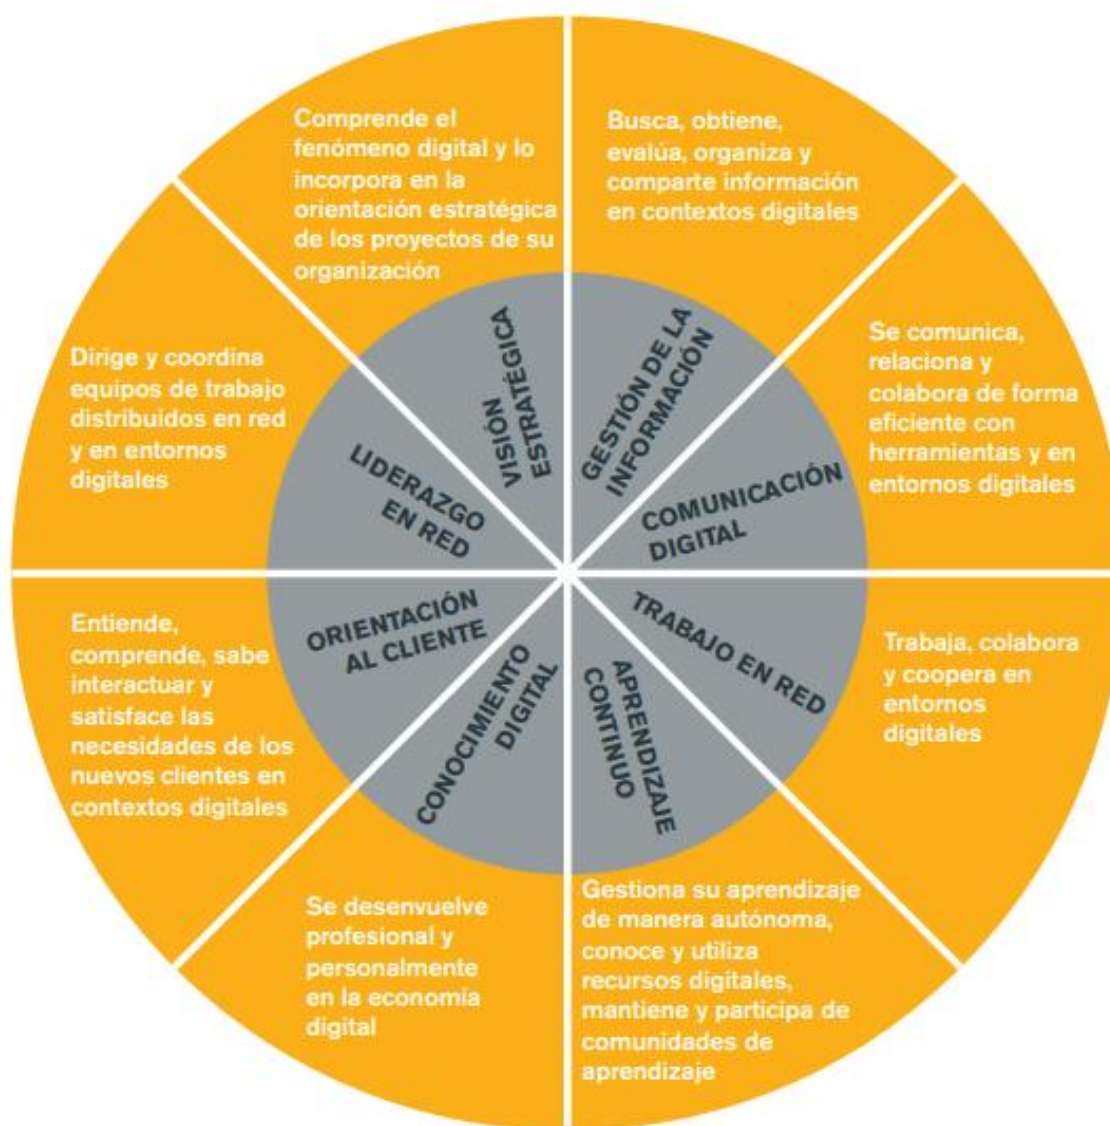 Comprende el
fenómeno digital y lo
incorpora en la
orientación estratégica
de los proyectos de su
organización
VISIÓN
ESTRATÉGICA
Busca, obtiene,
evalúa, organiza y
comparte información
en contextos digitales
GESTIÓN DE LA
INFORMACIÓN
Se comunica,
relaciona y
colabora de forma
eficiente con
herramientas y en
entornos digitales
COMUNICACIÓN
DIGITAL
Trabaja, colabora
y coopera en
entornos
digitales
TRABAJO EN RED
Gestiona su aprendizaje
de manera autónoma,
conoce y utiliza
recursos digitales,
mantiene y participa de
comunidades de
aprendizaje
APRENDIZAJE
CONTINUO
Se desenvuelve
profesional y
personalmente
en la economía
digital
CONOCIMIENTO
DIGITAL
Entiende,
comprende, sabe
interactuar y
satisface las
necesidades de los
nuevos clientes en
contextos digitales
ORIENTACIÓN
AL CLIENTE
Dirige y coordina
equipos de trabajo
distribuidos en red
y en entornos
digitales
LIDERAZGO
EN RED